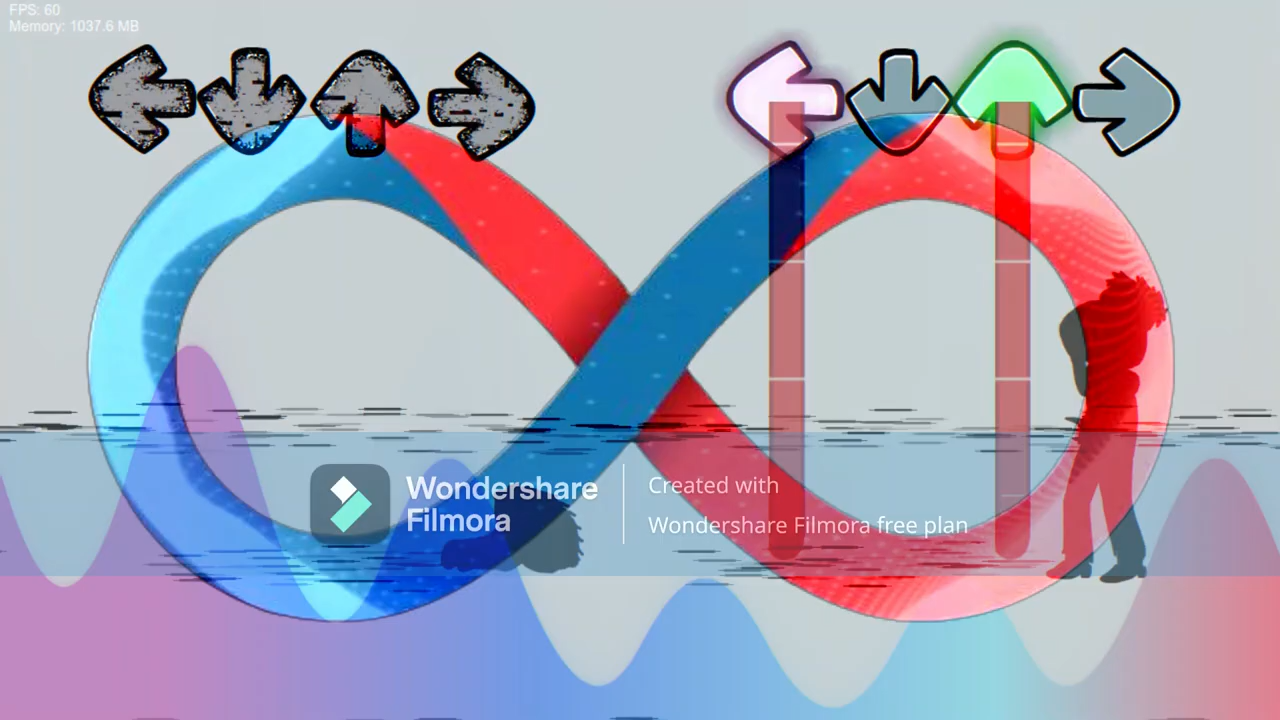 FPS: 60
Memory: 1037.6 MB
Wondershare
Filmora
Created with
Wondershare Filmora free plan